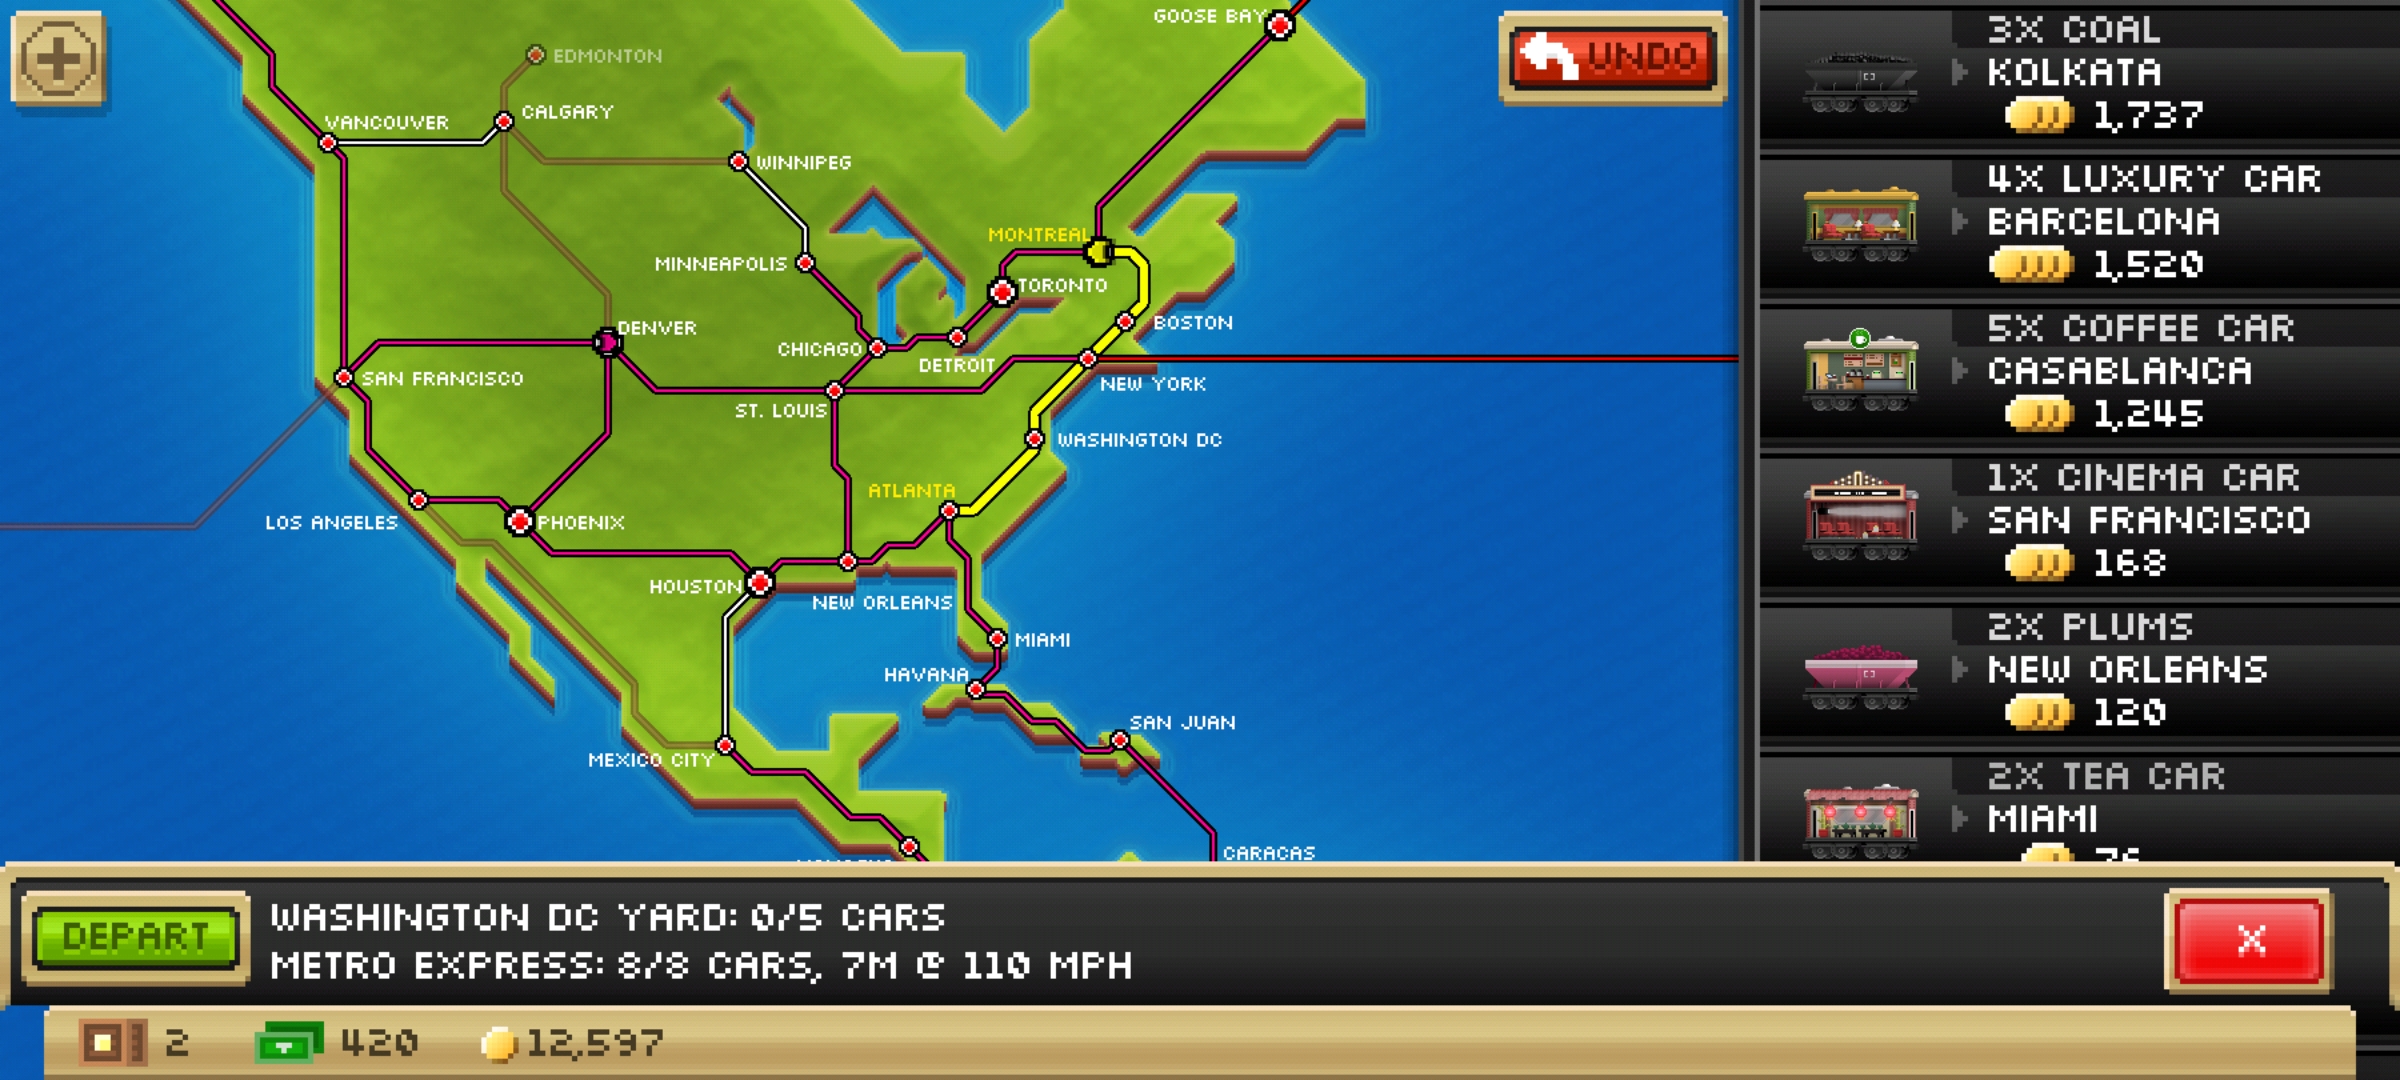 GOOSE BAY
UNDO
EDMONTON
CALGARY
VANCOUVER
WINNIPEG
MONTREAL
MINNEAPOLIS
TORONTO
BOSTON
DENVER
CHICAGO
DETROIT
SAN FRANCISCO
NEW YORK
ST. LOUIS
WASHINGTON DC
ATLANTA
LOS ANGELES
PHOENIX
HOUSTON
NEW ORLEANS
MIAMI
HAVANA
SAN JUAN
MEXICO CITY
CARACAS
3X COAL
KOLKATA
1,737
4X LUXURY CAR
BARCELONA
1,520
5X COFFEE CAR
CASABLANCA
1,245
1X CINEMA CAR
SAN FRANCISCO
168
2X PLUMS
NEW ORLEANS
120
2X TEA CAR
MIAMI
DEPART
WASHINGTON DC YARD: 0/5 CARS
METRO EXPRESS: 8/8 CARS, 7M @ 110 MPH
X
2
420
12,597